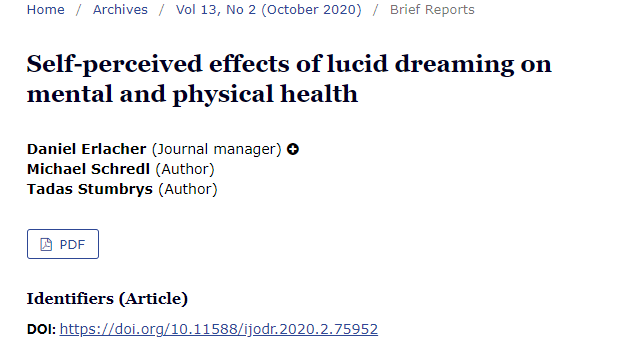 Home / Archives / Vol 13, No 2 (October 2020) / Brief Reports
Self-perceived effects of lucid dreaming on
mental and physical health
Daniel Erlacher (Journal manager)
Michael Schredl (Author)
Tadas Stumbrys (Author)
PDF
Identifiers (Article)
DOI: https://doi.org/10.11588/ijodr.2020.2.75952